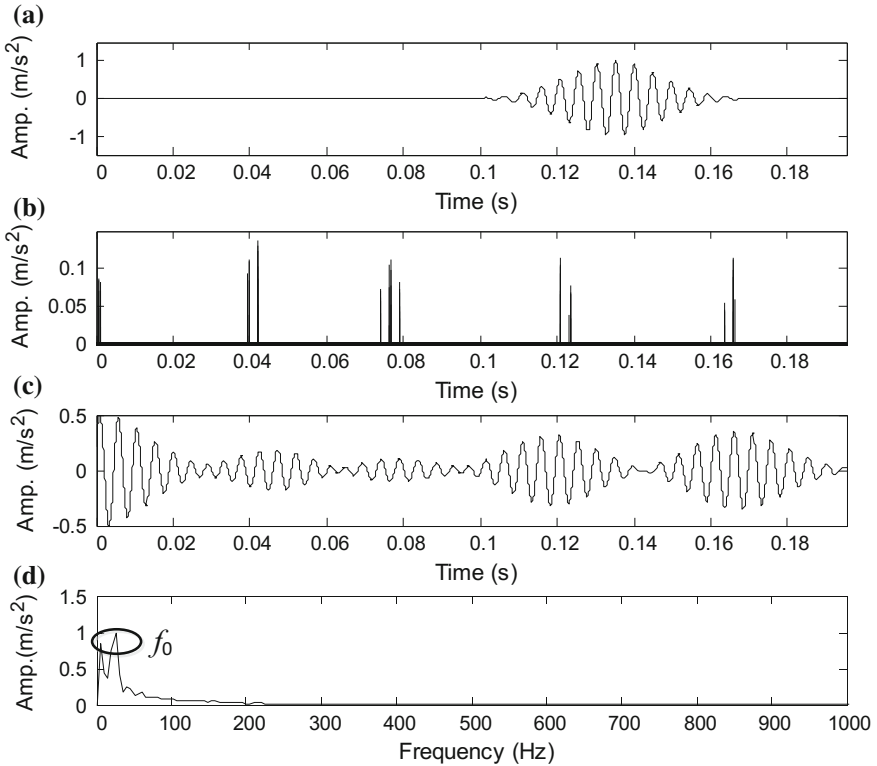 (a)
Amp. (m/s²)
1
0
-1
0 0.02 0.04 0.06 0.08 0.1 0.12 0.14 0.16 0.18
Time (s)
(b)
Amp. (m/s²)
0.1
0.05
0
0 0.02 0.04 0.06 0.08 0.1 0.12 0.14 0.16 0.18
Time (s)
(c)
Amp. (m/s²)
0.5
0
-0.5
0 0.02 0.04 0.06 0.08 0.1 0.12 0.14 0.16 0.18
Time (s)
(d)
Amp.(m/s²)
1.5
1
0.5
0
f₀
0 100 200 300 400 500 600 700 800 900 1000
Frequency (Hz)